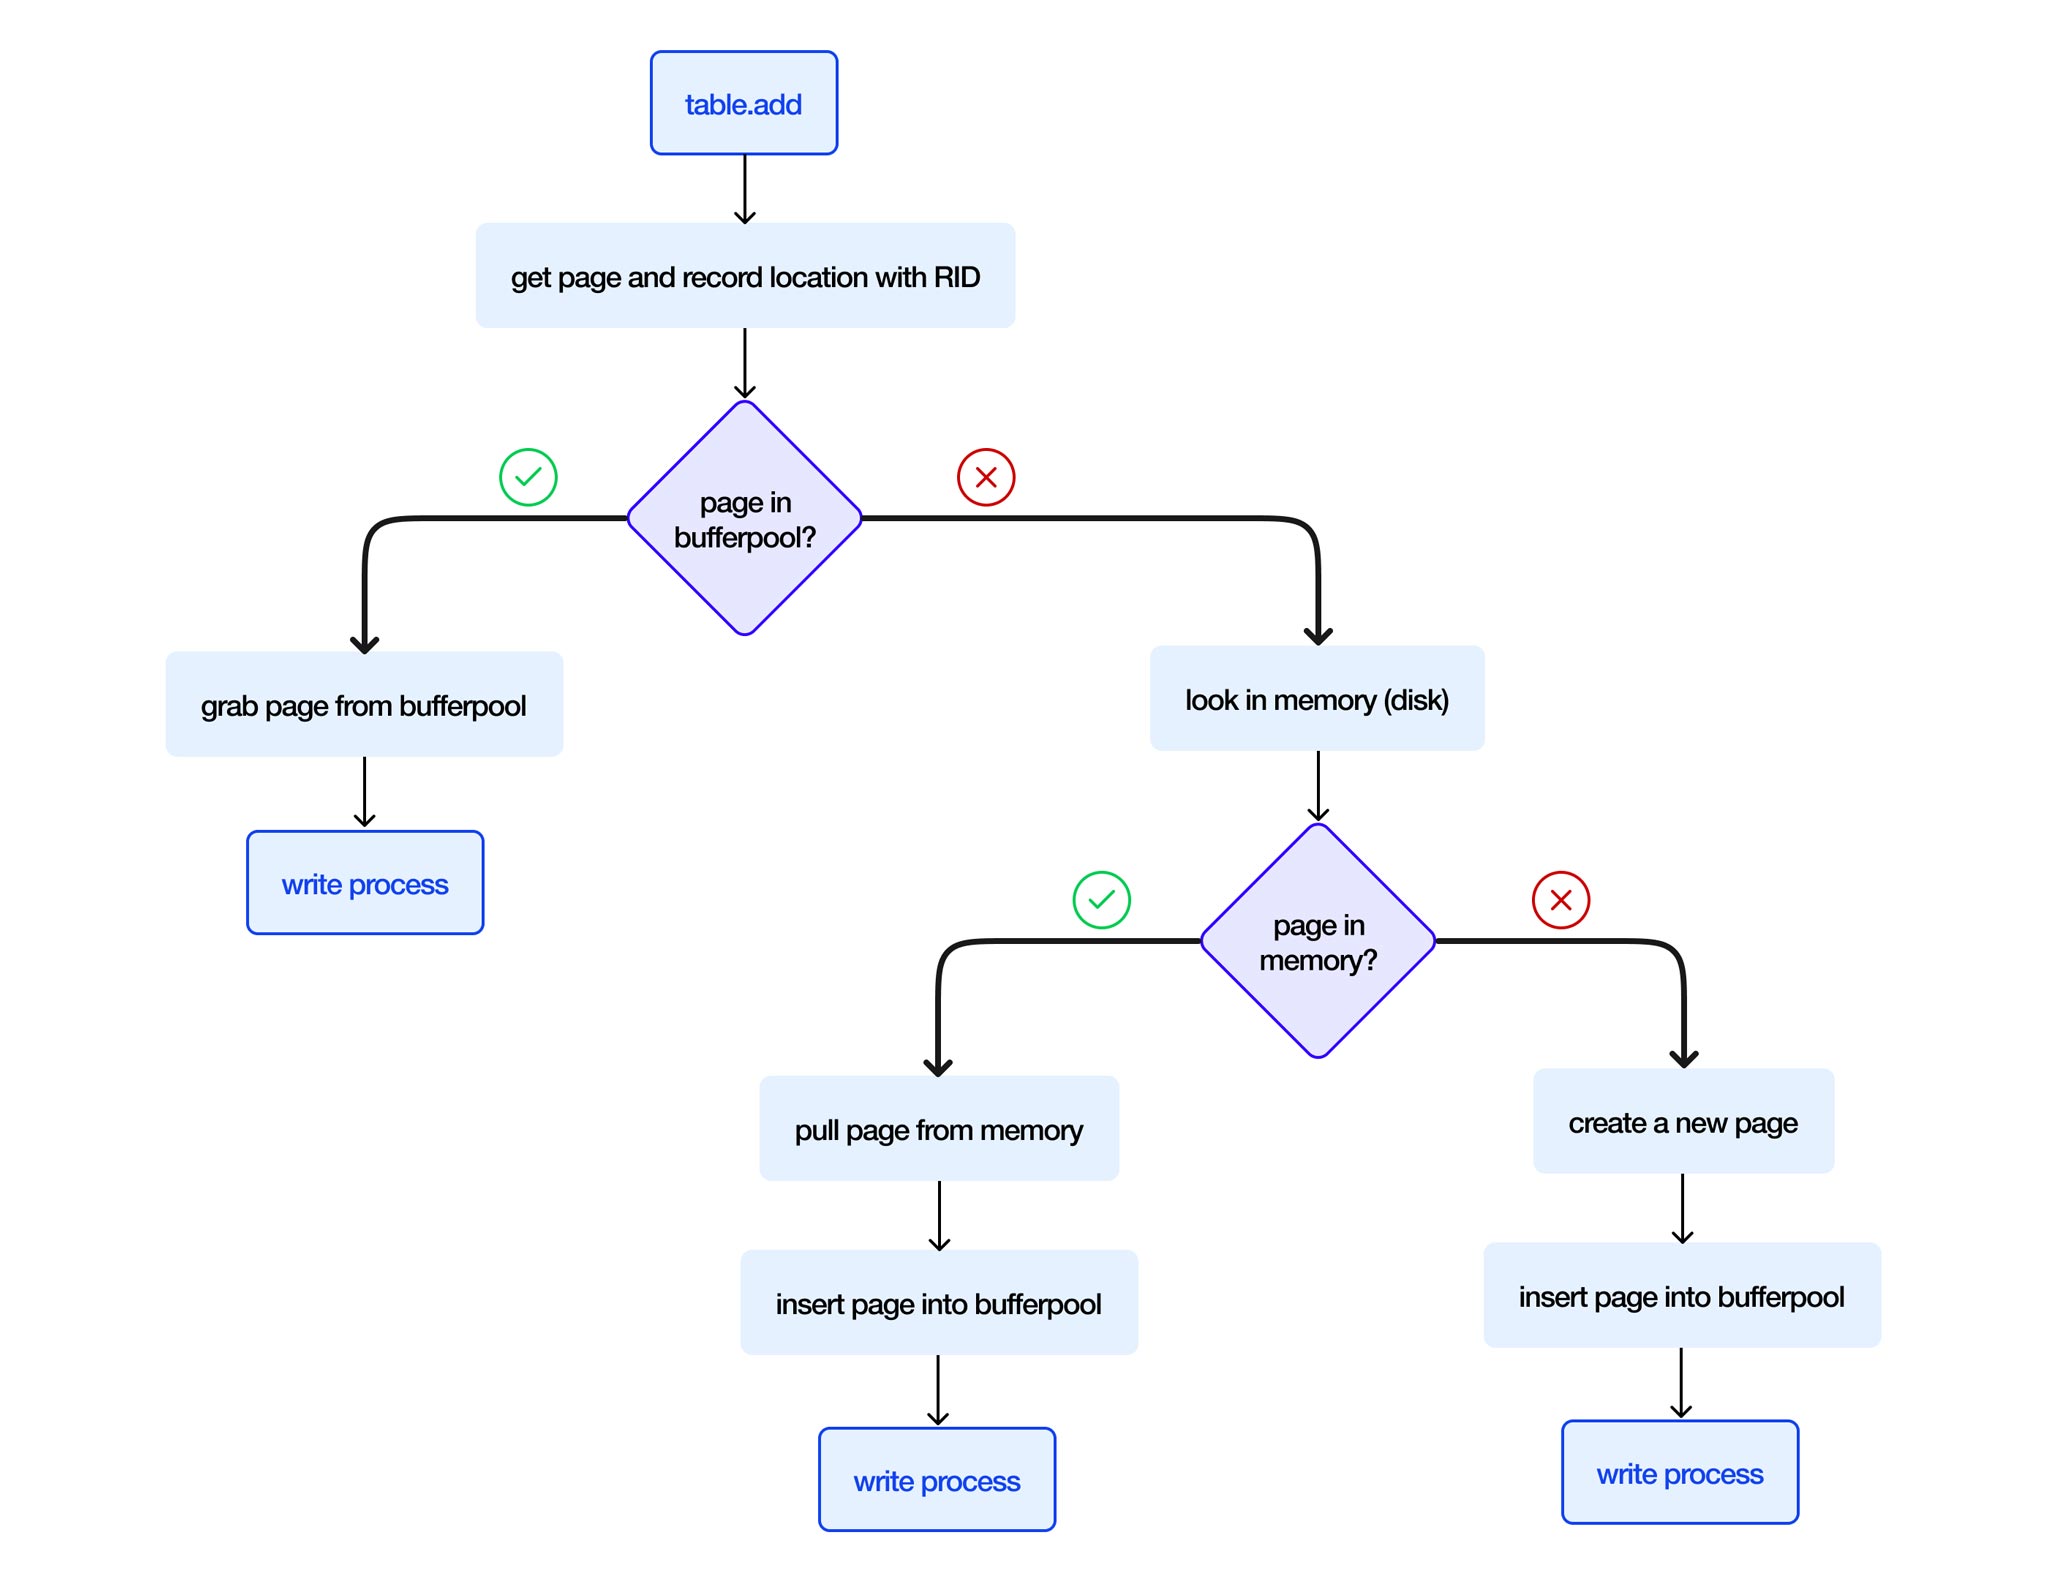 table.add
get page and record location with RID
page in
bufferpool?
grab page from bufferpool
write process
look in memory (disk)
page in
memory?
pull page from memory
insert page into bufferpool
write process
create a new page
insert page into bufferpool
write process